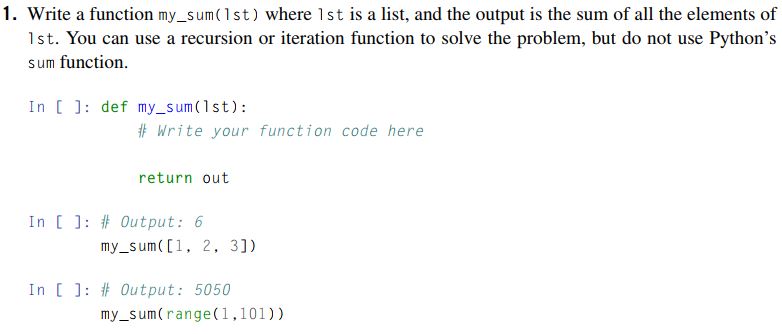 1. Write a function my_sum(lst) where lst is a list, and the output is the sum of all the elements of
lst. You can use a recursion or iteration function to solve the problem, but do not use Python's
sum function.
In [ ]: def my_sum(lst):
# Write your function code here
return out
In [ ]: # Output: 6
my_sum([1, 2, 3])
In [ ]: # Output: 5050
my_sum(range(1,101))